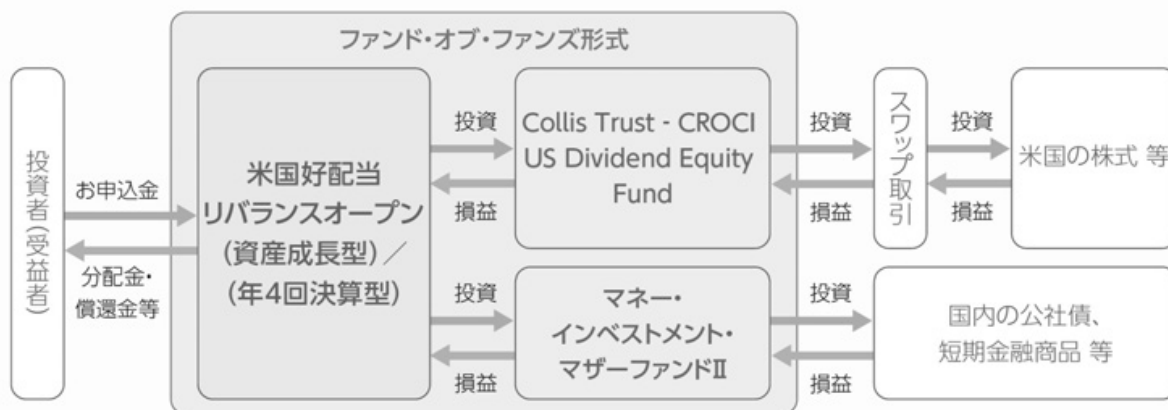 ファンド・オブ・ファンズ形式
投資者(受益者)
お申込金
分配金・
償還金等
米国好配当
リバランスオープン
(資産成長型)／
(年4回決算型)
投資
損益
Collis Trust - CROCI
US Dividend Equity
Fund
投資
損益
スワップ取引
投資
損益
米国の株式 等
投資
損益
マネー・
インベストメント・
マザーファンドⅡ
投資
損益
国内の公社債、
短期金融商品 等